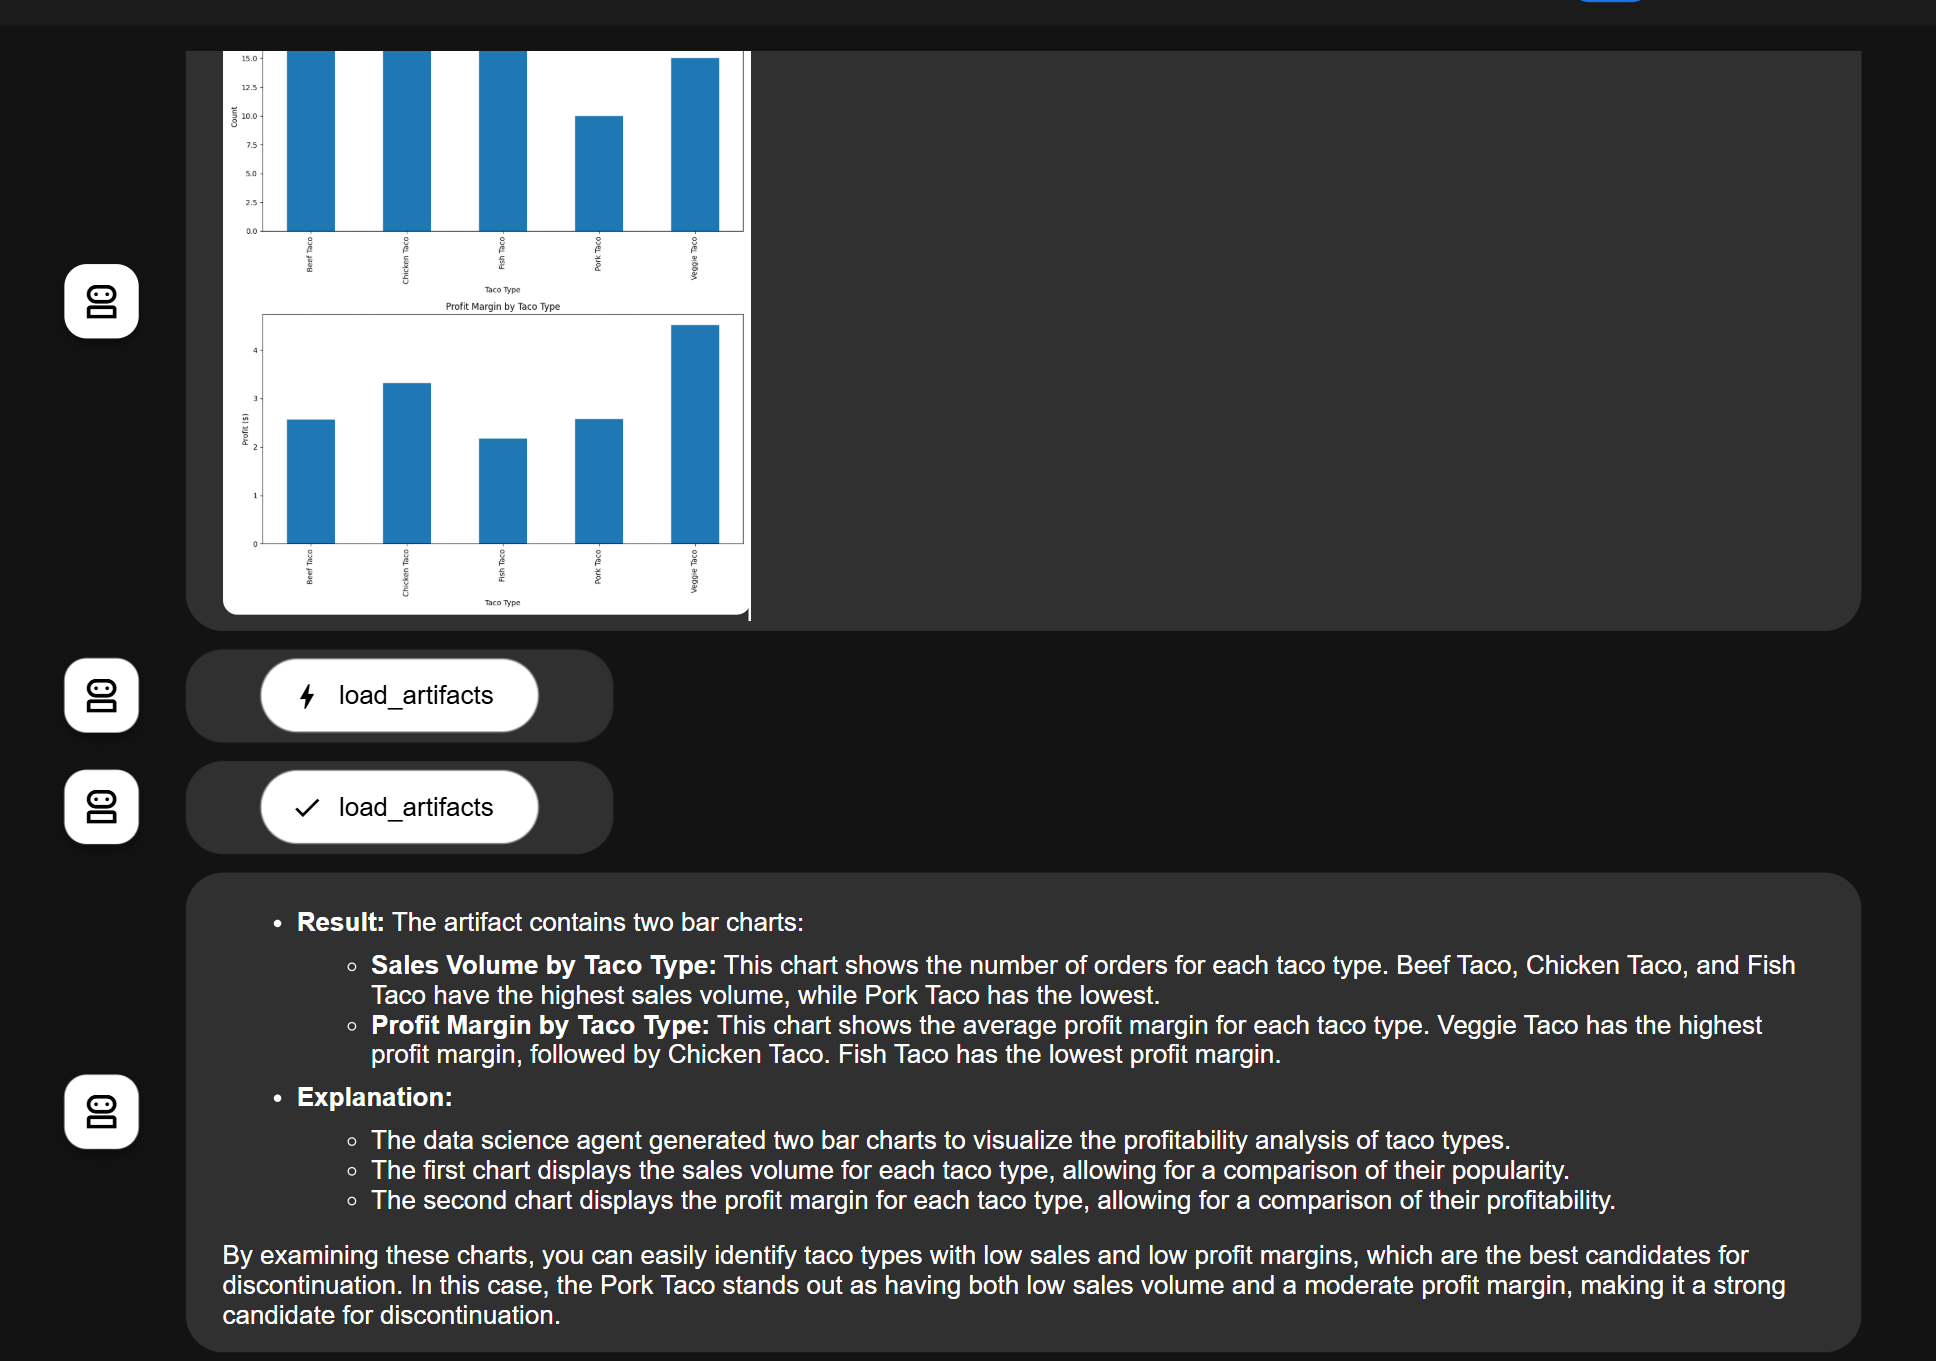 15.0
12.5
10.0
7.5
5.0
2.5
0.0
Count
Beef Taco
Chicken Taco
Fish Taco
Pork Taco
Veggie Taco
Taco Type
Profit Margin by Taco Type
4
3
2
1
0
Profit ($)
Beef Taco
Chicken Taco
Fish Taco
Pork Taco
Veggie Taco
Taco Type
load_artifacts
load_artifacts
• Result: The artifact contains two bar charts:
◦ Sales Volume by Taco Type: This chart shows the number of orders for each taco type. Beef Taco, Chicken Taco, and Fish
Taco have the highest sales volume, while Pork Taco has the lowest.
◦ Profit Margin by Taco Type: This chart shows the average profit margin for each taco type. Veggie Taco has the highest
profit margin, followed by Chicken Taco. Fish Taco has the lowest profit margin.
• Explanation:
◦ The data science agent generated two bar charts to visualize the profitability analysis of taco types.
◦ The first chart displays the sales volume for each taco type, allowing for a comparison of their popularity.
◦ The second chart displays the profit margin for each taco type, allowing for a comparison of their profitability.
By examining these charts, you can easily identify taco types with low sales and low profit margins, which are the best candidates for
discontinuation. In this case, the Pork Taco stands out as having both low sales volume and a moderate profit margin, making it a strong
candidate for discontinuation.